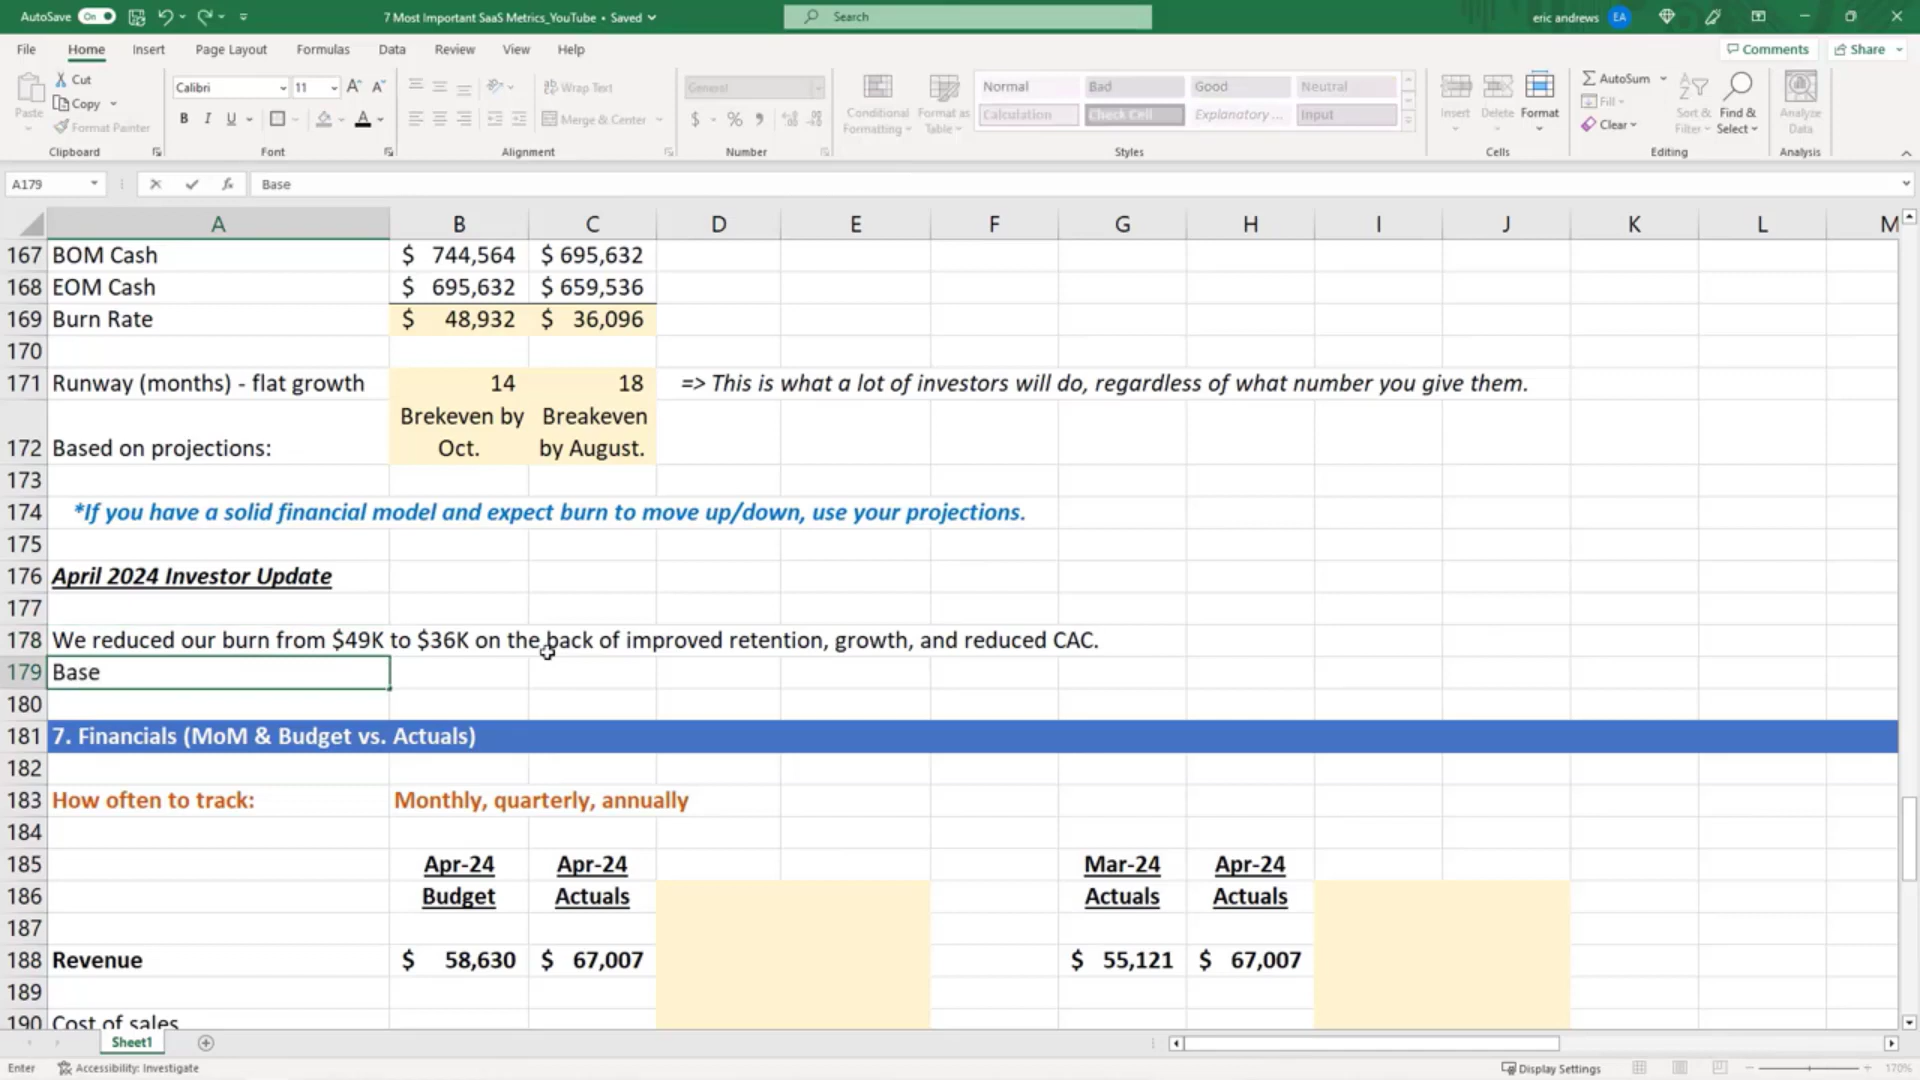 AutoSave On 7 Most Important SaaS Metrics_YouTube • Saved Search eric andrews EA
File Home Insert Page Layout Formulas Data Review View Help Comments Share
Paste Cut Copy Format Painter Clipboard
Calibri 11 A A B I U A Font
Wrap Text Merge & Center Alignment
General $ % Number
Conditional Formatting Format as Table
Normal Bad Good Neutral
Calculation Check Cell Explanatory ... Input
Styles
Insert Delete Format Cells
AutoSum Fill Clear Sort & Filter Find & Select Editing
Analyze Data Analysis
A179 fx Base
A B C D E F G H I J K L M
167 BOM Cash $ 744,564 $ 695,632
168 EOM Cash $ 695,632 $ 659,536
169 Burn Rate $ 48,932 $ 36,096
170
171 Runway (months) - flat growth 14 18 => This is what a lot of investors will do, regardless of what number you give them.
Brekeven by Breakeven
172 Based on projections: Oct. by August.
173
174 *If you have a solid financial model and expect burn to move up/down, use your projections.
175
176 April 2024 Investor Update
177
178 We reduced our burn from $49K to $36K on the back of improved retention, growth, and reduced CAC.
179 Base
180
181 7. Financials (MoM & Budget vs. Actuals)
182
183 How often to track: Monthly, quarterly, annually
184
185 Apr-24 Apr-24 Mar-24 Apr-24
186 Budget Actuals Actuals Actuals
187
188 Revenue $ 58,630 $ 67,007 $ 55,121 $ 67,007
189
190 Cost of sales
Sheet1
Enter Accessibility: Investigate Display Settings 170%